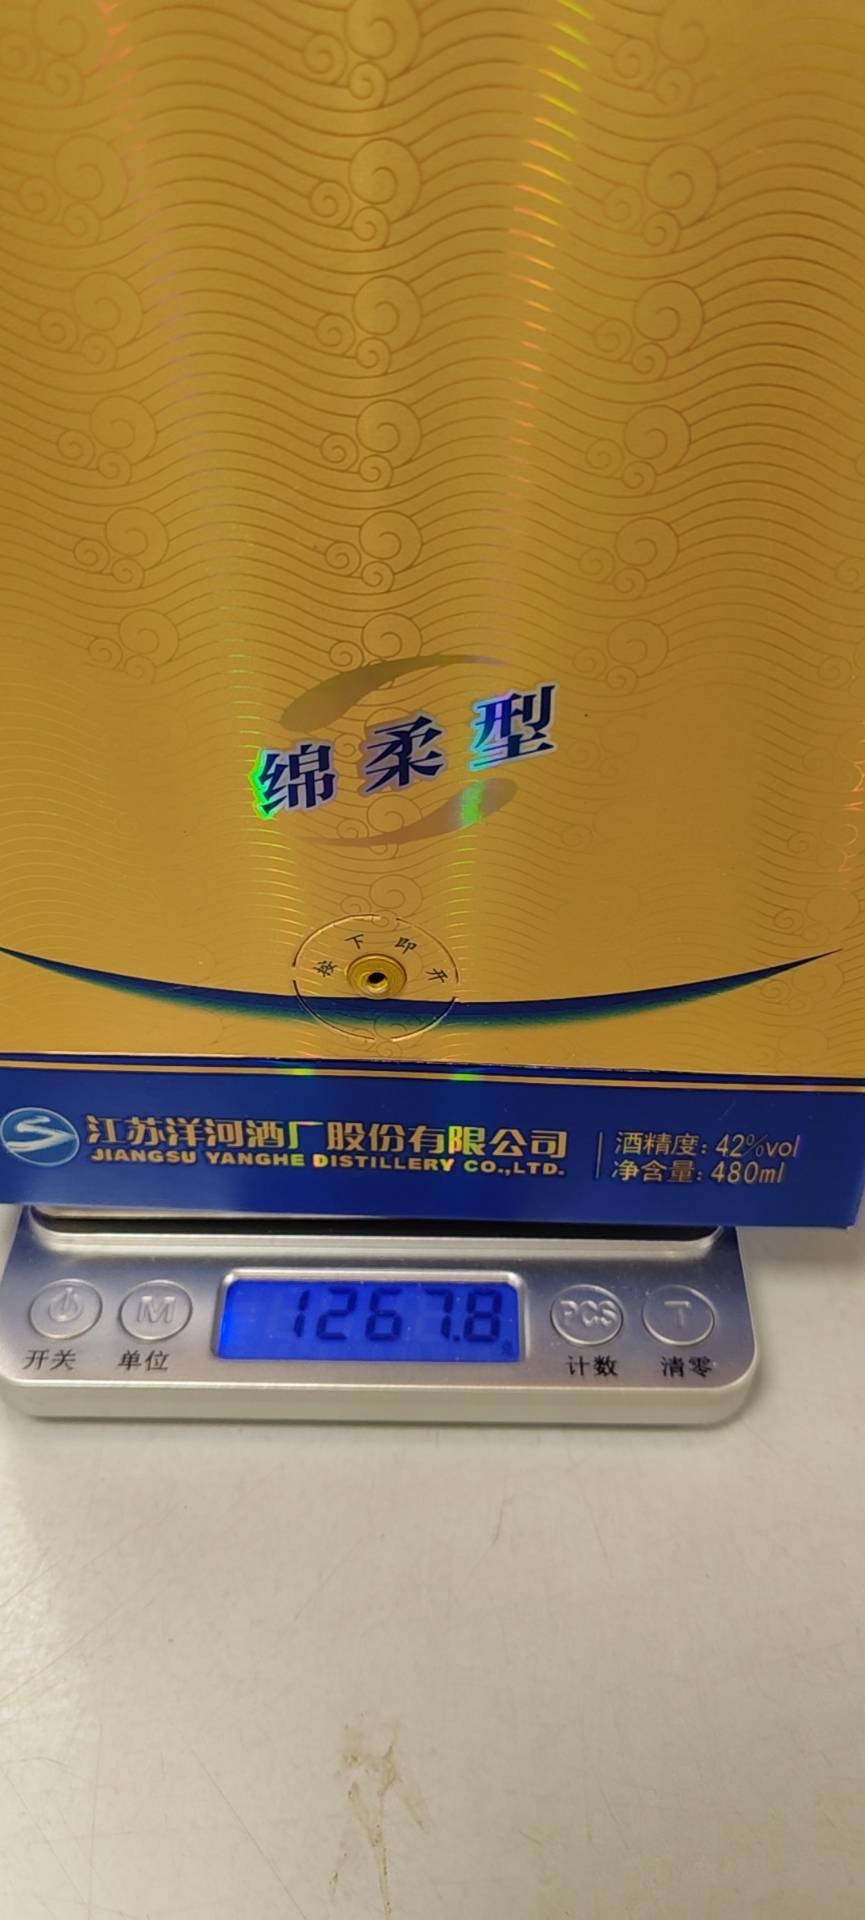 绵柔型
按下即开
江苏洋河酒厂股份有限公司
JIANGSU YANGHE DISTILLERY CO.,LTD.
酒精度: 42%vol
净含量: 480ml
1267.8
M
PCS
T
开关
单位
计数
清零